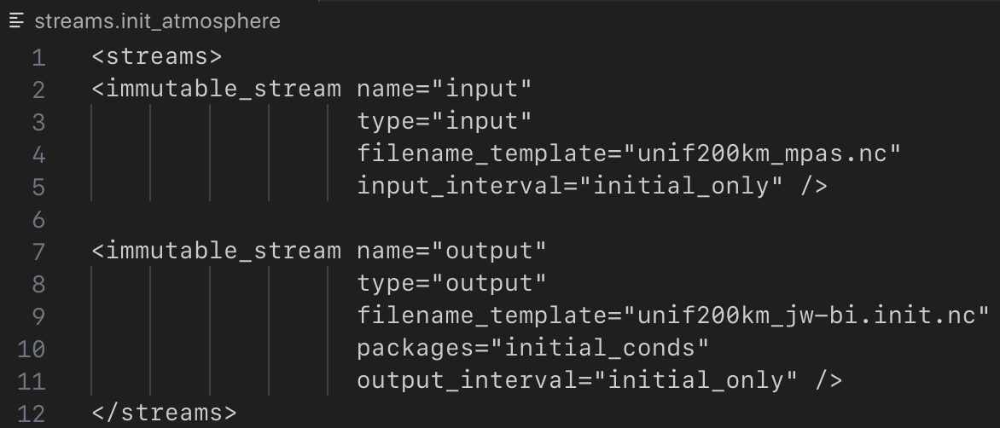 streams.init_atmosphere
1 <streams>
2 <immutable_stream name="input"
3 type="input"
4 filename_template="unif200km_mpas.nc"
5 input_interval="initial_only" />
6
7 <immutable_stream name="output"
8 type="output"
9 filename_template="unif200km_jw-bi.init.nc"
10 packages="initial_conds"
11 output_interval="initial_only" />
12 </streams>